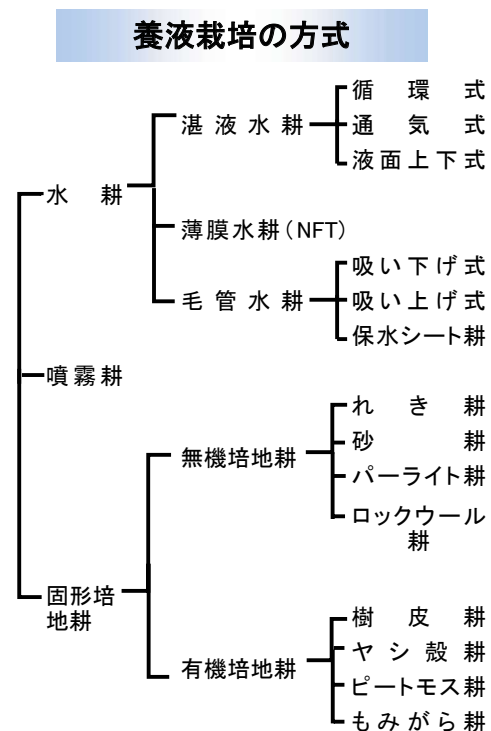 養液栽培の方式
水耕
湛液水耕
循環式
通気式
液面上下式
薄膜水耕(NFT)
毛管水耕
吸い下げ式
吸い上げ式
保水シート耕
噴霧耕
固形培
地耕
無機培地耕
れき耕
砂耕
パーライト耕
ロックウール
耕
有機培地耕
樹皮耕
ヤシ殻耕
ピートモス耕
もみがら耕